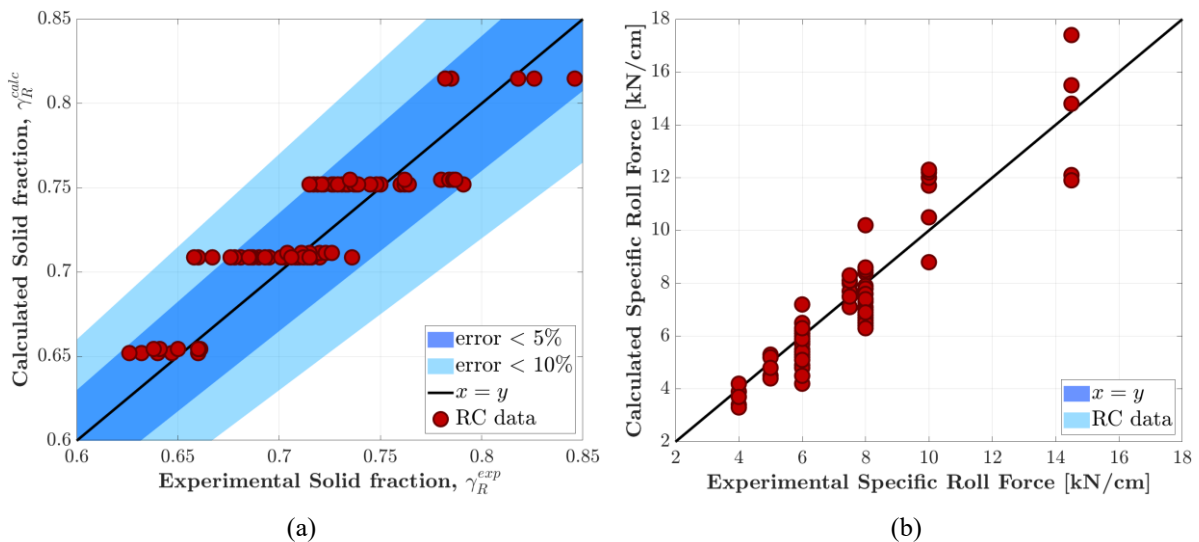 0.85
0.8
0.75
0.7
0.65
0.6
Calculated Solid fraction, γ_R^calc
error < 5%
error < 10%
x = y
RC data
0.6 0.65 0.7 0.75 0.8 0.85
Experimental Solid fraction, γ_R^exp
(a)
18
16
14
12
10
8
6
4
2
Calculated Specific Roll Force [kN/cm]
x = y
RC data
2 4 6 8 10 12 14 16 18
Experimental Specific Roll Force [kN/cm]
(b)